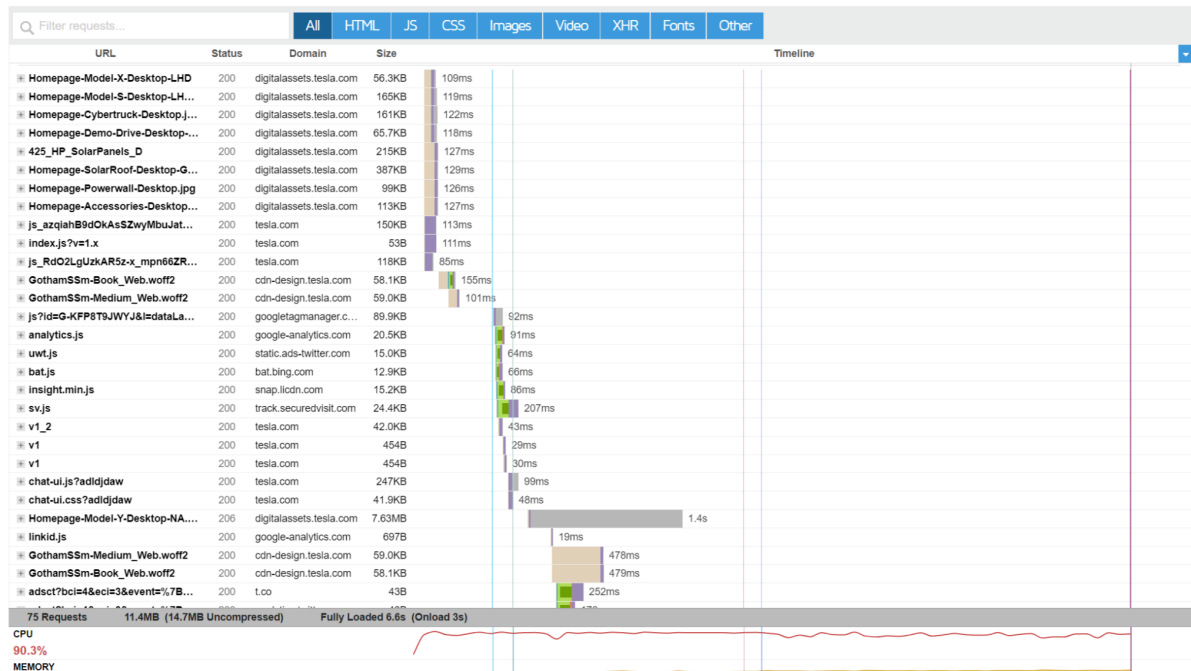 Filter requests...
All HTML JS CSS Images Video XHR Fonts Other
URL Status Domain Size Timeline
Homepage-Model-X-Desktop-LHD 200 digitalassets.tesla.com 56.3KB 109ms
Homepage-Model-S-Desktop-LH... 200 digitalassets.tesla.com 165KB 119ms
Homepage-Cybertruck-Desktop.j... 200 digitalassets.tesla.com 161KB 122ms
Homepage-Demo-Drive-Desktop-... 200 digitalassets.tesla.com 65.7KB 118ms
425_HP_SolarPanels_D 200 digitalassets.tesla.com 215KB 127ms
Homepage-SolarRoof-Desktop-G... 200 digitalassets.tesla.com 387KB 129ms
Homepage-Powerwall-Desktop.jpg 200 digitalassets.tesla.com 99KB 126ms
Homepage-Accessories-Desktop... 200 digitalassets.tesla.com 113KB 127ms
js_azqiahB9dOkAsSZwyMbuJat... 200 tesla.com 150KB 113ms
index.js?v=1.x 200 tesla.com 53B 111ms
js_RdO2LgUzkAR5z-x_mpn66ZR... 200 tesla.com 118KB 85ms
GothamSSm-Book_Web.woff2 200 cdn-design.tesla.com 58.1KB 155ms
GothamSSm-Medium_Web.woff2 200 cdn-design.tesla.com 59.0KB 101ms
js?id=G-KFP8T9JWYJ&l=dataLa... 200 googletagmanager.c... 89.9KB 92ms
analytics.js 200 google-analytics.com 20.5KB 91ms
uwt.js 200 static.ads-twitter.com 15.0KB 64ms
bat.js 200 bat.bing.com 12.9KB 66ms
insight.min.js 200 snap.licdn.com 15.2KB 86ms
sv.js 200 track.securedvisit.com 24.4KB 207ms
v1_2 200 tesla.com 42.0KB 43ms
v1 200 tesla.com 454B 29ms
v1 200 tesla.com 454B 30ms
chat-ui.js?adldjdaw 200 tesla.com 247KB 99ms
chat-ui.css?adldjdaw 200 tesla.com 41.9KB 48ms
Homepage-Model-Y-Desktop-NA.... 206 digitalassets.tesla.com 7.63MB 1.4s
linkid.js 200 google-analytics.com 697B 19ms
GothamSSm-Medium_Web.woff2 200 cdn-design.tesla.com 59.0KB 478ms
GothamSSm-Book_Web.woff2 200 cdn-design.tesla.com 58.1KB 479ms
adsct?bci=4&eci=3&event=%7B... 200 t.co 43B 252ms
75 Requests 11.4MB (14.7MB Uncompressed) Fully Loaded 6.6s (Onload 3s)
CPU
90.3%
MEMORY